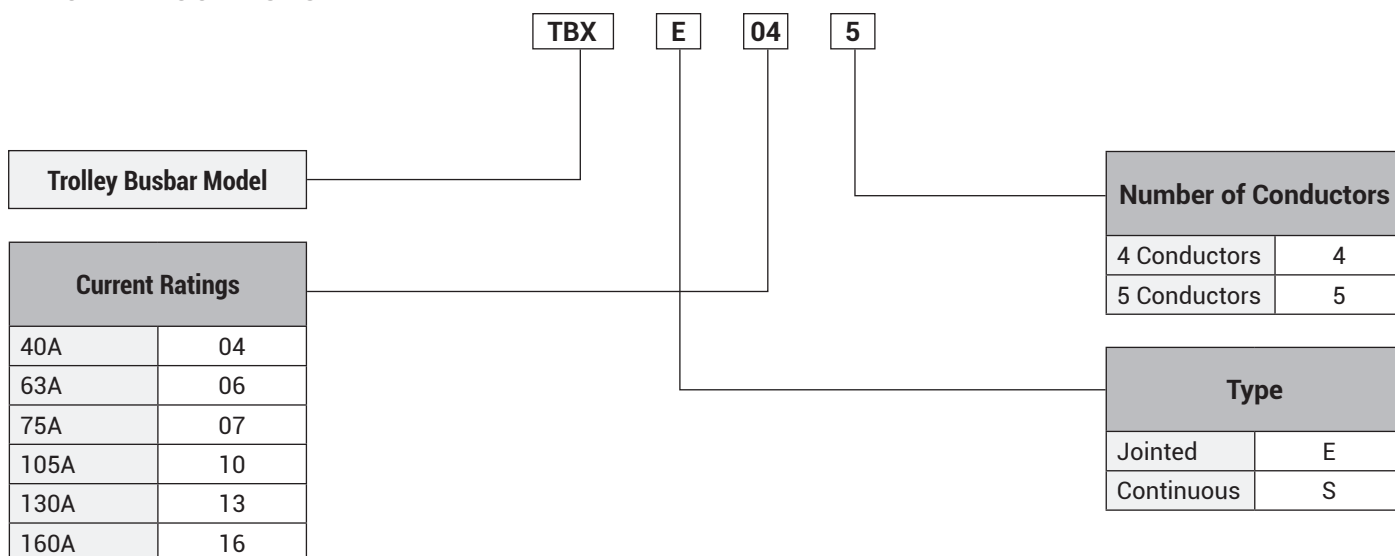 TBX E 04 5
Trolley Busbar Model
Current Ratings
40A 04
63A 06
75A 07
105A 10
130A 13
160A 16
Number of Conductors
4 Conductors 4
5 Conductors 5
Type
Jointed E
Continuous S